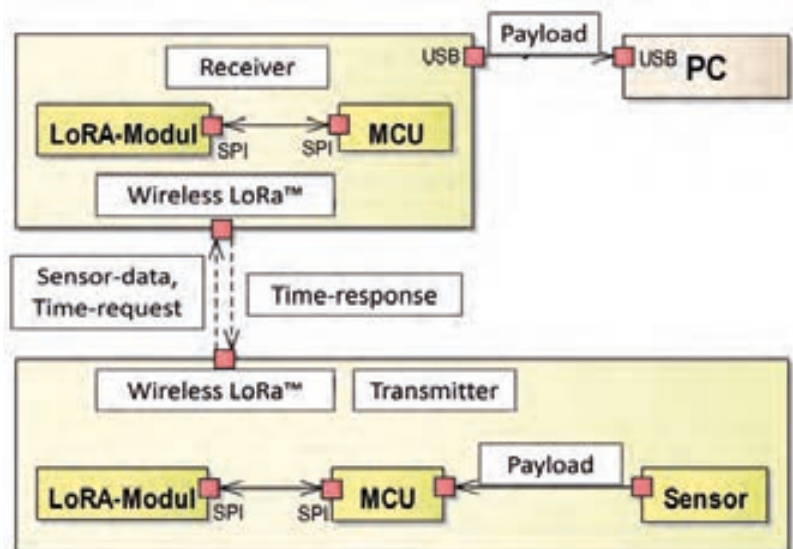 Payload
USB
USB
PC
Receiver
LoRA-Modul
SPI
SPI
MCU
Wireless LoRa™
Sensor-data,
Time-request
Time-response
Wireless LoRa™
Transmitter
LoRA-Modul
SPI
SPI
MCU
Payload
Sensor